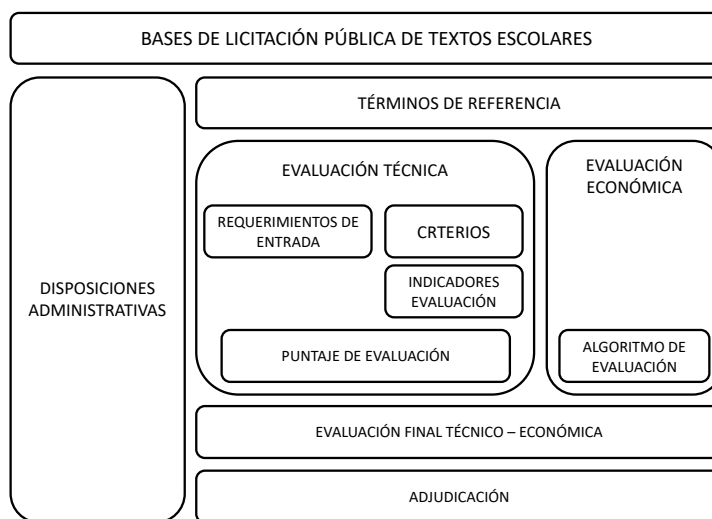 BASES DE LICITACIÓN PÚBLICA DE TEXTOS ESCOLARES
DISPOSICIONES
ADMINISTRATIVAS
TÉRMINOS DE REFERENCIA
EVALUACIÓN TÉCNICA
REQUERIMIENTOS DE
ENTRADA
CRTERIOS
INDICADORES
EVALUACIÓN
PUNTAJE DE EVALUACIÓN
EVALUACIÓN
ECONÓMICA
ALGORITMO DE
EVALUACIÓN
EVALUACIÓN FINAL TÉCNICO – ECONÓMICA
ADJUDICACIÓN